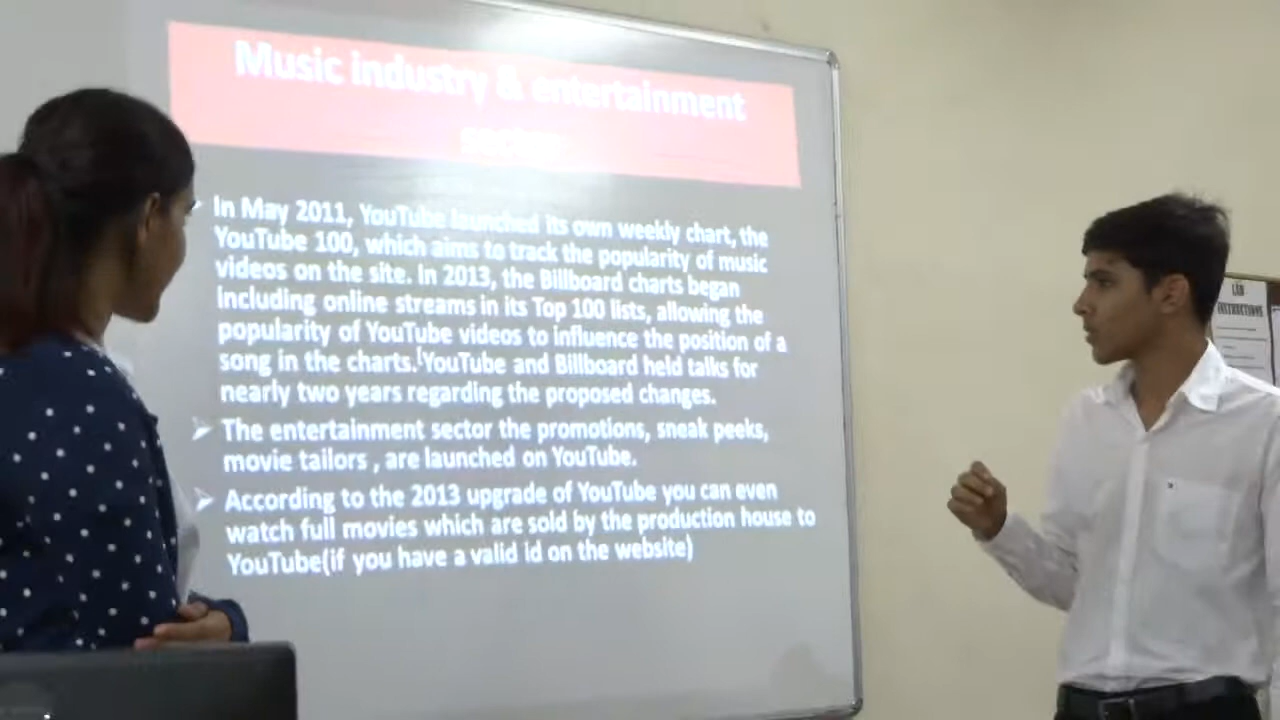 Music industry & entertainment
sector
In May 2011, YouTube launched its own weekly chart, the
YouTube 100, which aims to track the popularity of music
videos on the site. In 2013, the Billboard charts began
including online streams in its Top 100 lists, allowing the
popularity of YouTube videos to influence the position of a
song in the charts.[YouTube and Billboard held talks for
nearly two years regarding the proposed changes.
The entertainment sector the promotions, sneak peeks,
movie tailors , are launched on YouTube.
According to the 2013 upgrade of YouTube you can even
watch full movies which are sold by the production house to
YouTube(if you have a valid id on the website)
LAB
INSTRUCTIONS